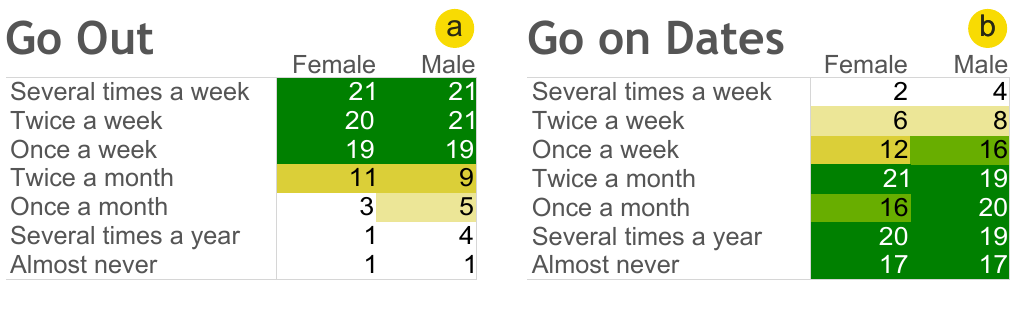 Go Out
a
Female Male
Several times a week 21 21
Twice a week 20 21
Once a week 19 19
Twice a month 11 9
Once a month 3 5
Several times a year 1 4
Almost never 1 1
Go on Dates
b
Female Male
Several times a week 2 4
Twice a week 6 8
Once a week 12 16
Twice a month 21 19
Once a month 16 20
Several times a year 20 19
Almost never 17 17